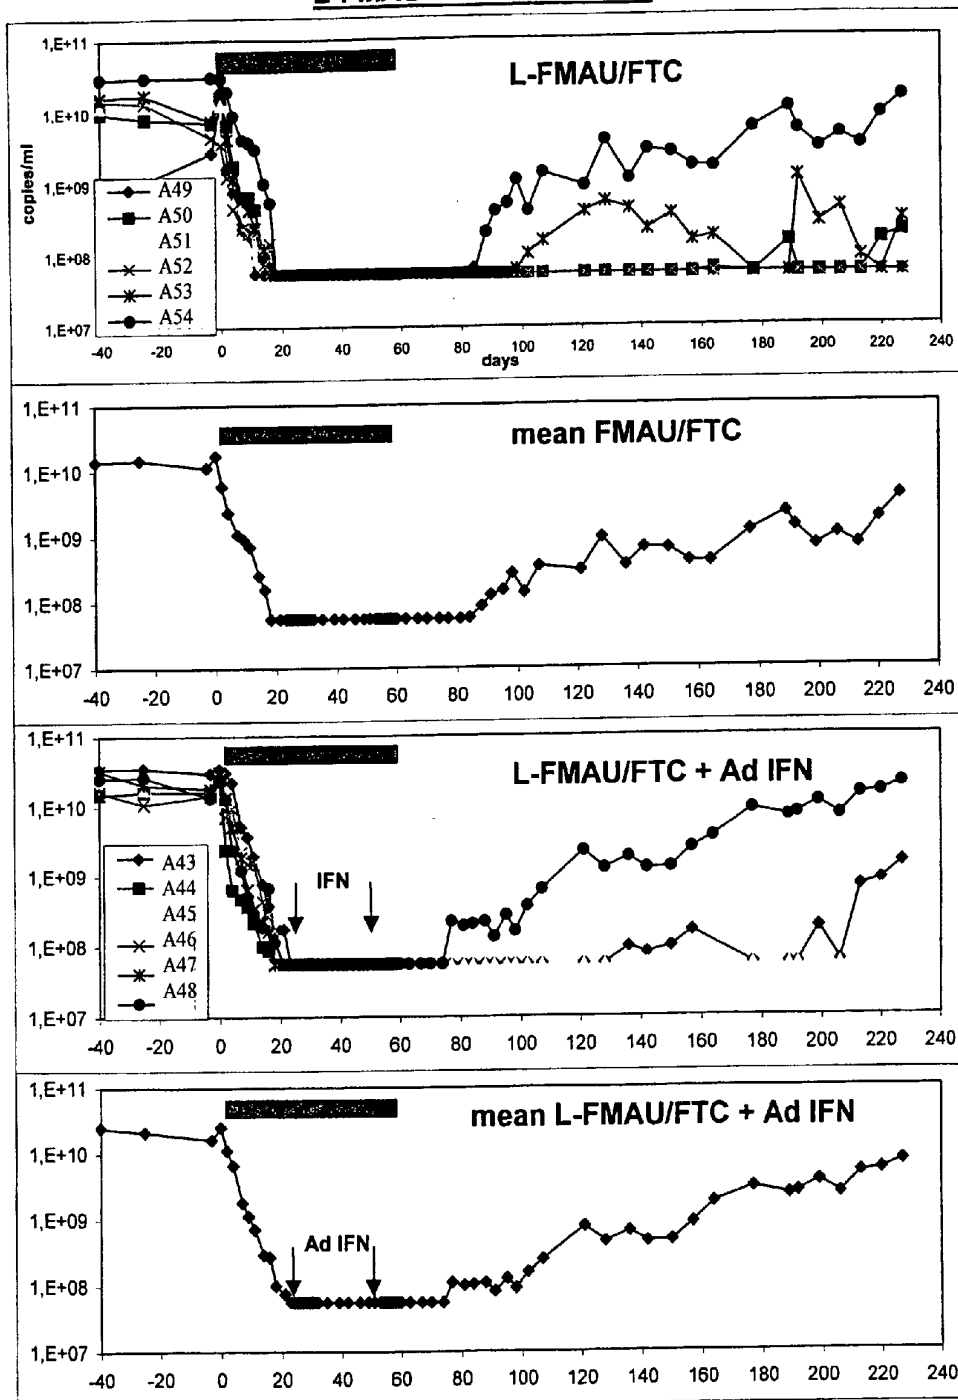 1,E+11
L-FMAU/FTC
1,E+10
copies/ml
1,E+09
A49
A50
A51
1,E+08
A52
A53
A54
1,E+07
-40 -20 0 20 40 60 80 100 120 140 160 180 200 220 240
days
1,E+11
mean FMAU/FTC
1,E+10
1,E+09
1,E+08
1,E+07
-40 -20 0 20 40 60 80 100 120 140 160 180 200 220 240
1,E+11
L-FMAU/FTC + Ad IFN
1,E+10
1,E+09
A43
IFN
A44
A45
1,E+08
A46
A47
A48
1,E+07
-40 -20 0 20 40 60 80 100 120 140 160 180 200 220 240
1,E+11
mean L-FMAU/FTC + Ad IFN
1,E+10
1,E+09
Ad IFN
1,E+08
1,E+07
-40 -20 0 20 40 60 80 100 120 140 160 180 200 220 240